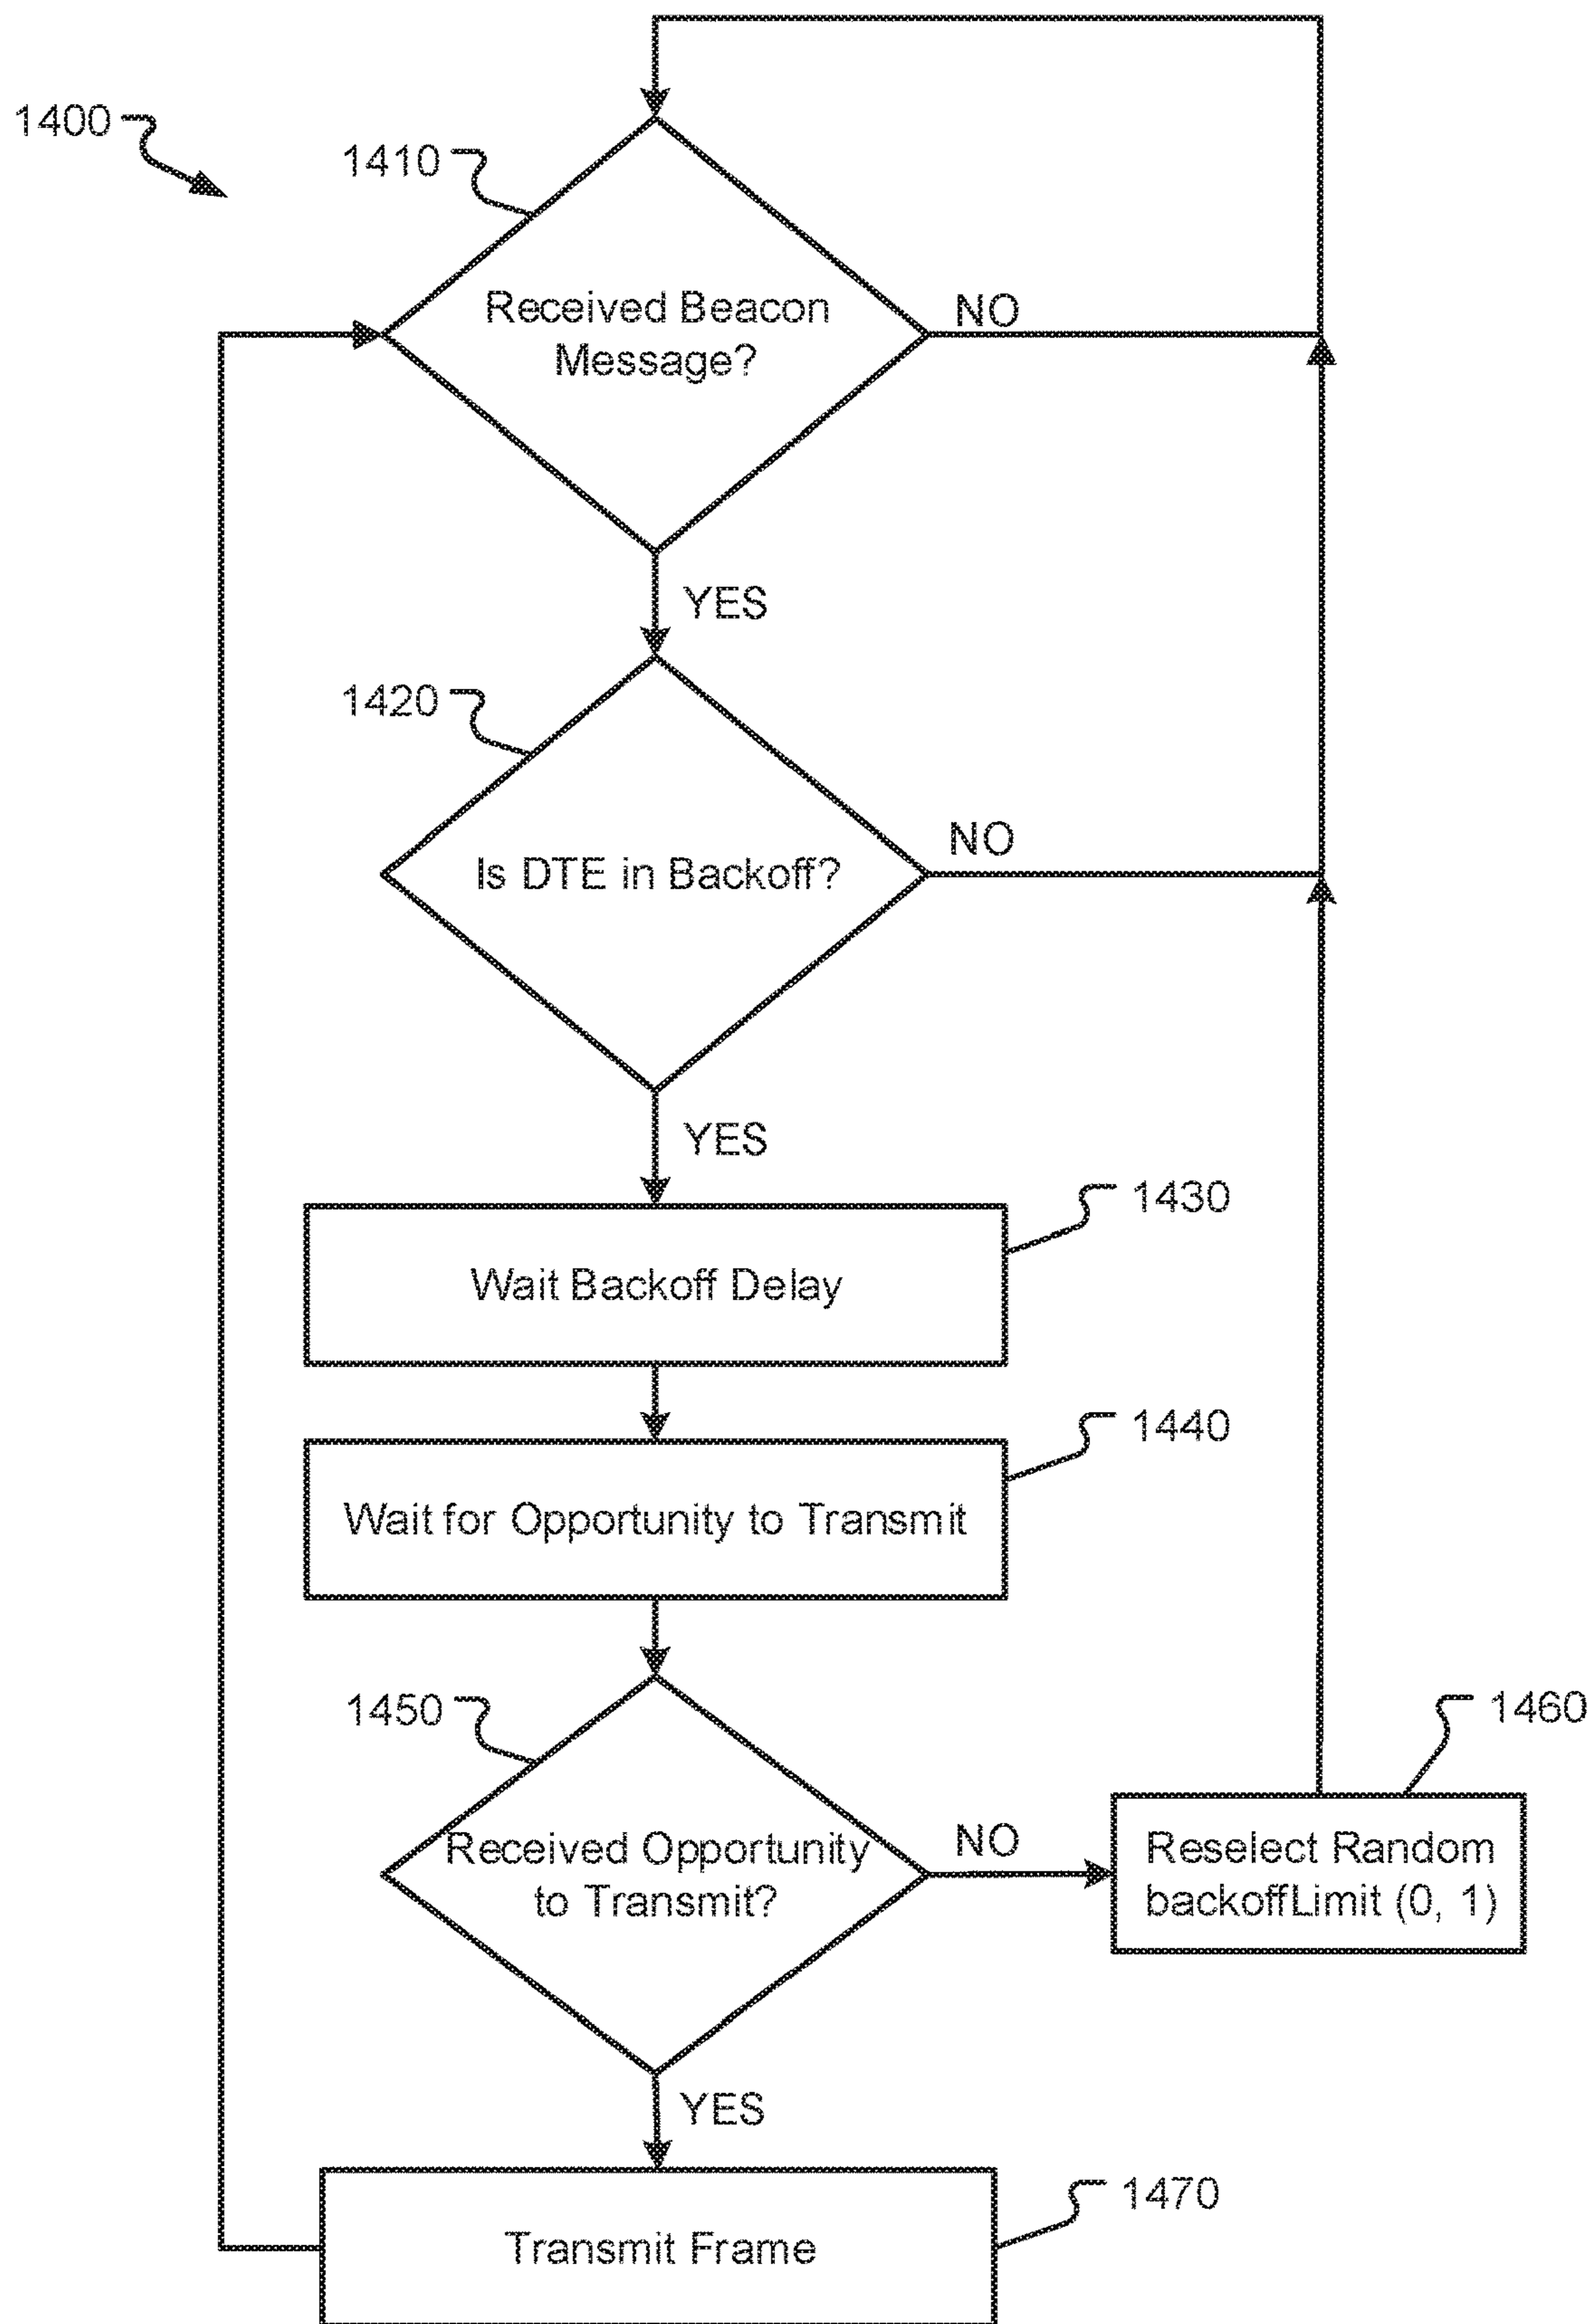 1400
1410
Received Beacon
Message?
NO
YES
1420
Is DTE in Backoff?
NO
YES
1430
Wait Backoff Delay
1440
Wait for Opportunity to Transmit
1450
Received Opportunity
to Transmit?
NO
1460
Reselect Random
backoffLimit (0, 1)
YES
1470
Transmit Frame